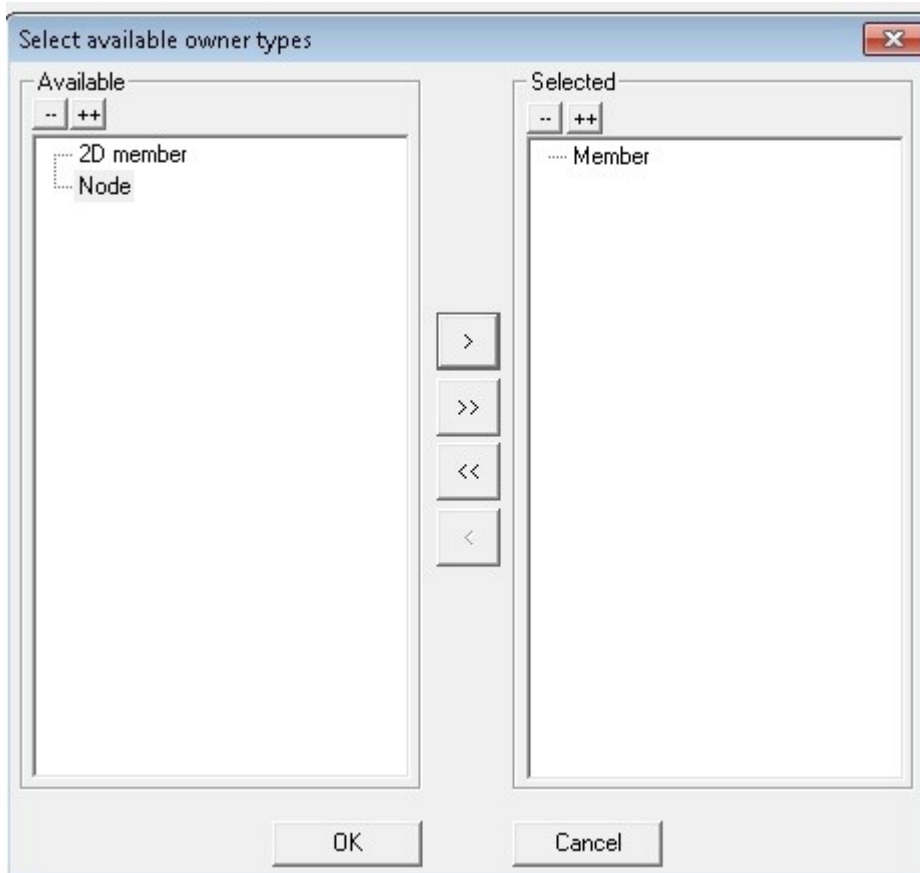 Select available owner types
Available
-- ++
2D member
Node
>
>>
<<
<
Selected
-- ++
Member
OK
Cancel